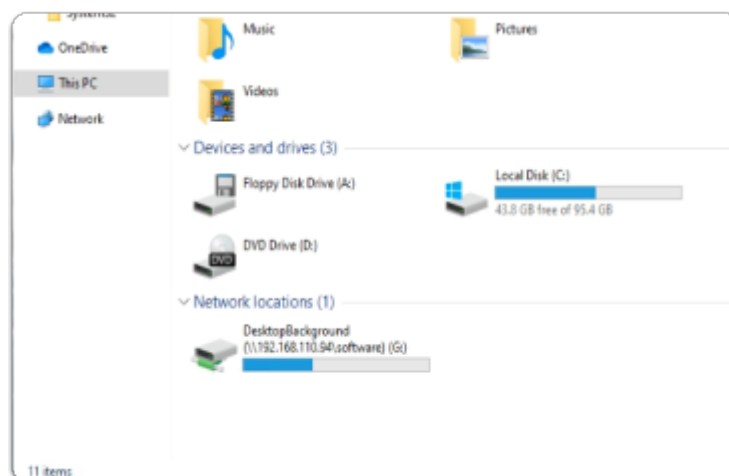 System32
OneDrive
This PC
Network
Music
Pictures
Videos
Devices and drives (3)
Floppy Disk Drive (A:)
Local Disk (C:)
43.8 GB free of 95.4 GB
DVD Drive (D:)
DVD
Network locations (1)
DesktopBackground
(\\192.168.110.94\software) (G:)
11 items